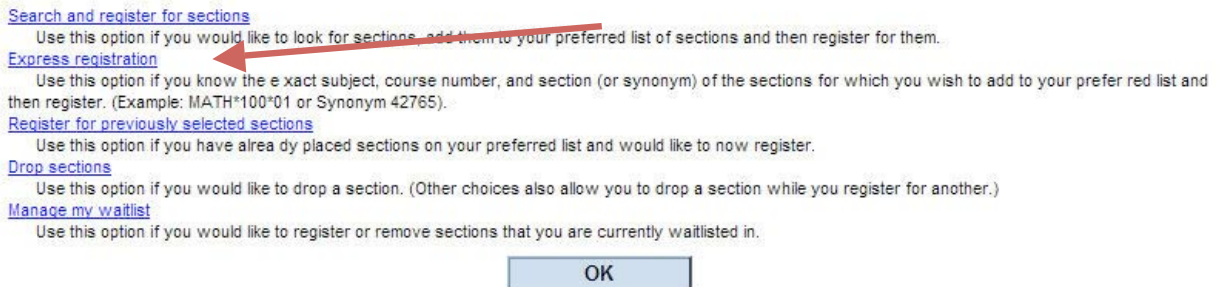 Search and register for sections
Use this option if you would like to look for sections, add them to your preferred list of sections and then register for them.
Express registration
Use this option if you know the e xact subject, course number, and section (or synonym) of the sections for which you wish to add to your prefer red list and
then register. (Example: MATH*100*01 or Synonym 42765).
Register for previously selected sections
Use this option if you have alrea dy placed sections on your preferred list and would like to now register.
Drop sections
Use this option if you would like to drop a section. (Other choices also allow you to drop a section while you register for another.)
Manage my waitlist
Use this option if you would like to register or remove sections that you are currently waitlisted in.
OK